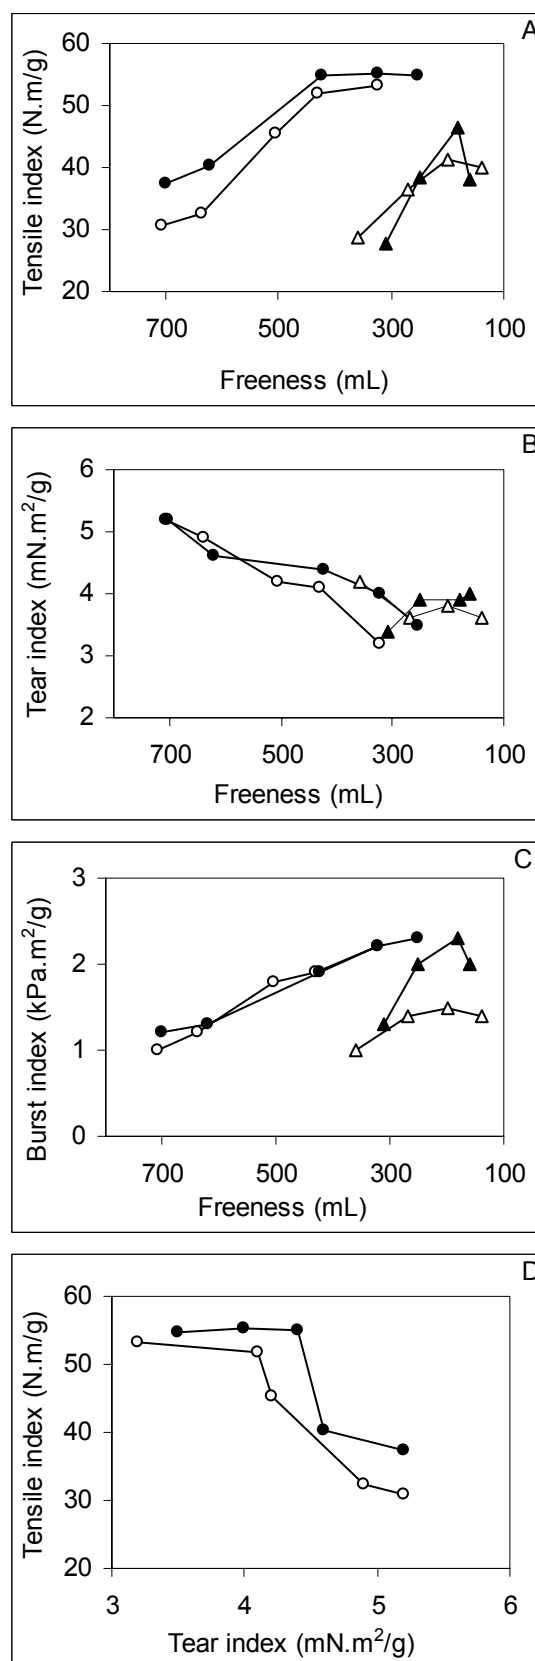 A
60
50
40
30
20
Tensile index (N.m/g)
700 500 300 100
Freeness (mL)
B
6
5
4
3
2
Tear index (mN.m²/g)
700 500 300 100
Freeness (mL)
C
3
2
1
0
Burst index (kPa.m²/g)
700 500 300 100
Freeness (mL)
D
60
50
40
30
20
Tensile index (N.m/g)
3 4 5 6
Tear index (mN.m²/g)